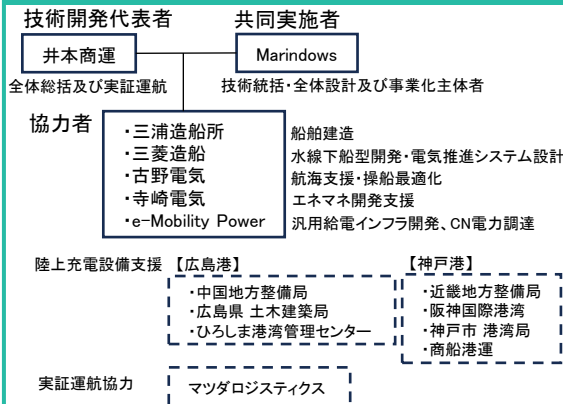 技術開発代表者 共同実施者
井本商運 Marindows
全体総括及び実証運航 技術統括・全体設計及び事業化主体者
協力者
・三浦造船所 船舶建造
・三菱造船 水線下船型開発・電気推進システム設計
・古野電気 航海支援・操船最適化
・寺崎電気 エネマネ開発支援
・e-Mobility Power 汎用給電インフラ開発、CN電力調達
陸上充電設備支援 【広島港】 【神戸港】
・中国地方整備局 ・近畿地方整備局
・広島県 土木建築局 ・阪神国際港湾
・ひろしま港湾管理センター ・神戸市 港湾局
・商船港運
実証運航協力 マツダロジスティクス